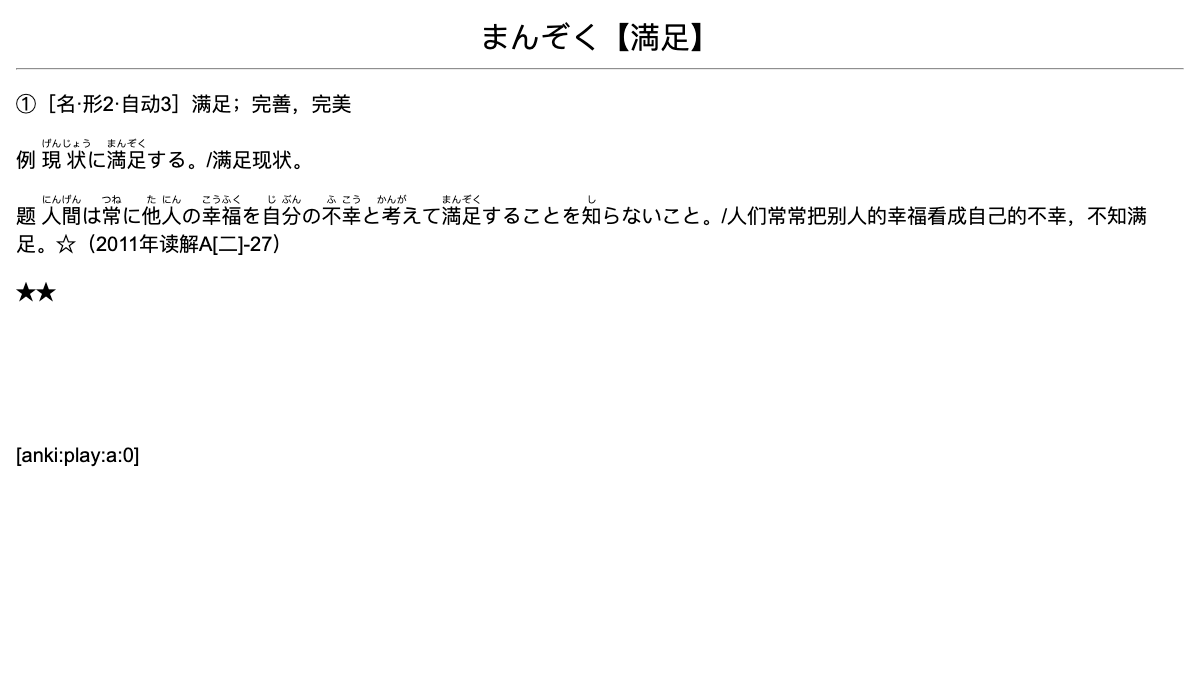 まんぞく【満足】
①［名·形2·自动3］满足；完善，完美
げんじょう まんぞく
例 現状に満足する。/满足现状。
にんげん つね た にん こうふく じ ぶん ふ こう かんが まんぞく し
题 人間は常に他人の幸福を自分の不幸と考えて満足することを知らないこと。/人们常常把别人的幸福看成自己的不幸，不知满
足。☆（2011年读解A[二]-27）
★★
[anki:play:a:0]